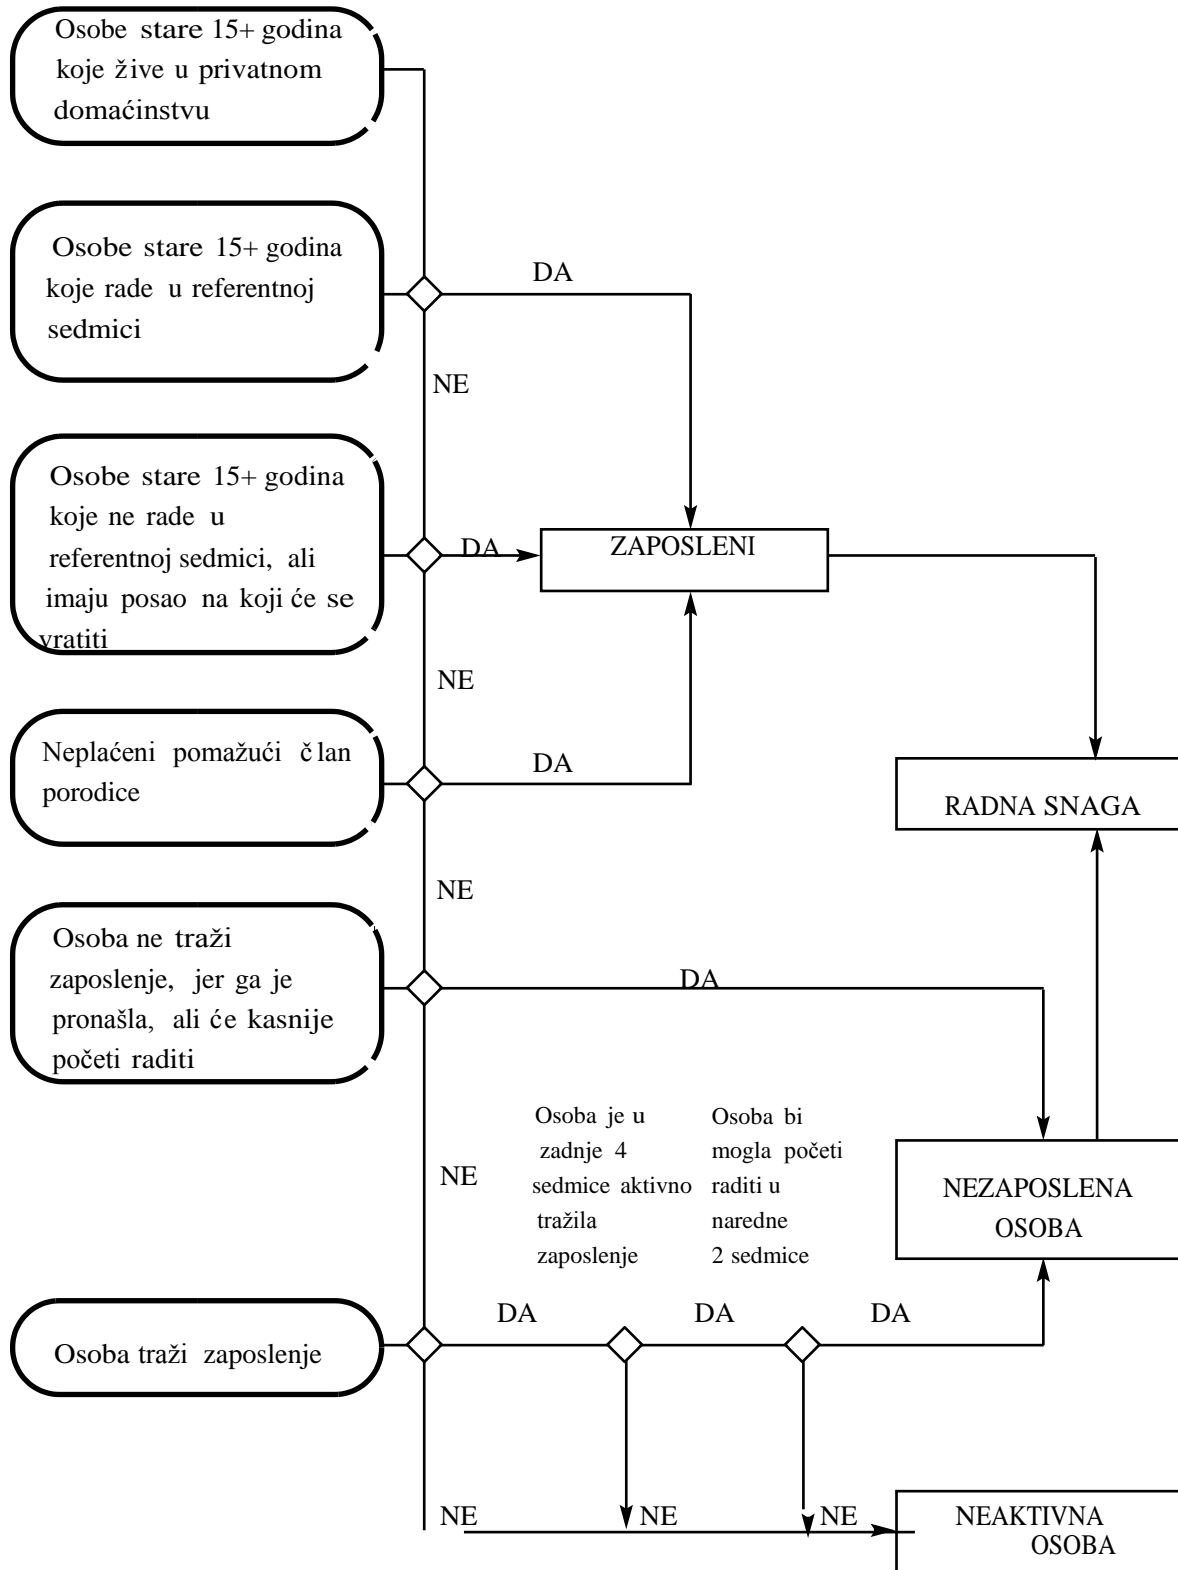 Osobe stare 15+ godina
koje žive u privatnom
domaćinstvu
Osobe stare 15+ godina
koje rade u referentnoj
sedmici
DA
NE
Osobe stare 15+ godina
koje ne rade u
referentnoj sedmici, ali
imaju posao na koji će se
vratiti
DA
ZAPOSLENI
NE
Neplaćeni pomažući član
porodice
DA
RADNA SNAGA
NE
Osoba ne traži
zaposlenje, jer ga je
pronašla, ali će kasnije
početi raditi
DA
NE
Osoba je u
zadnje 4
sedmice aktivno
tražila
zaposlenje
Osoba bi
mogla početi
raditi u
naredne
2 sedmice
NEZAPOSLENA
OSOBA
Osoba traži zaposlenje
DA
DA
DA
NE
NE
NE
NEAKTIVNA
OSOBA